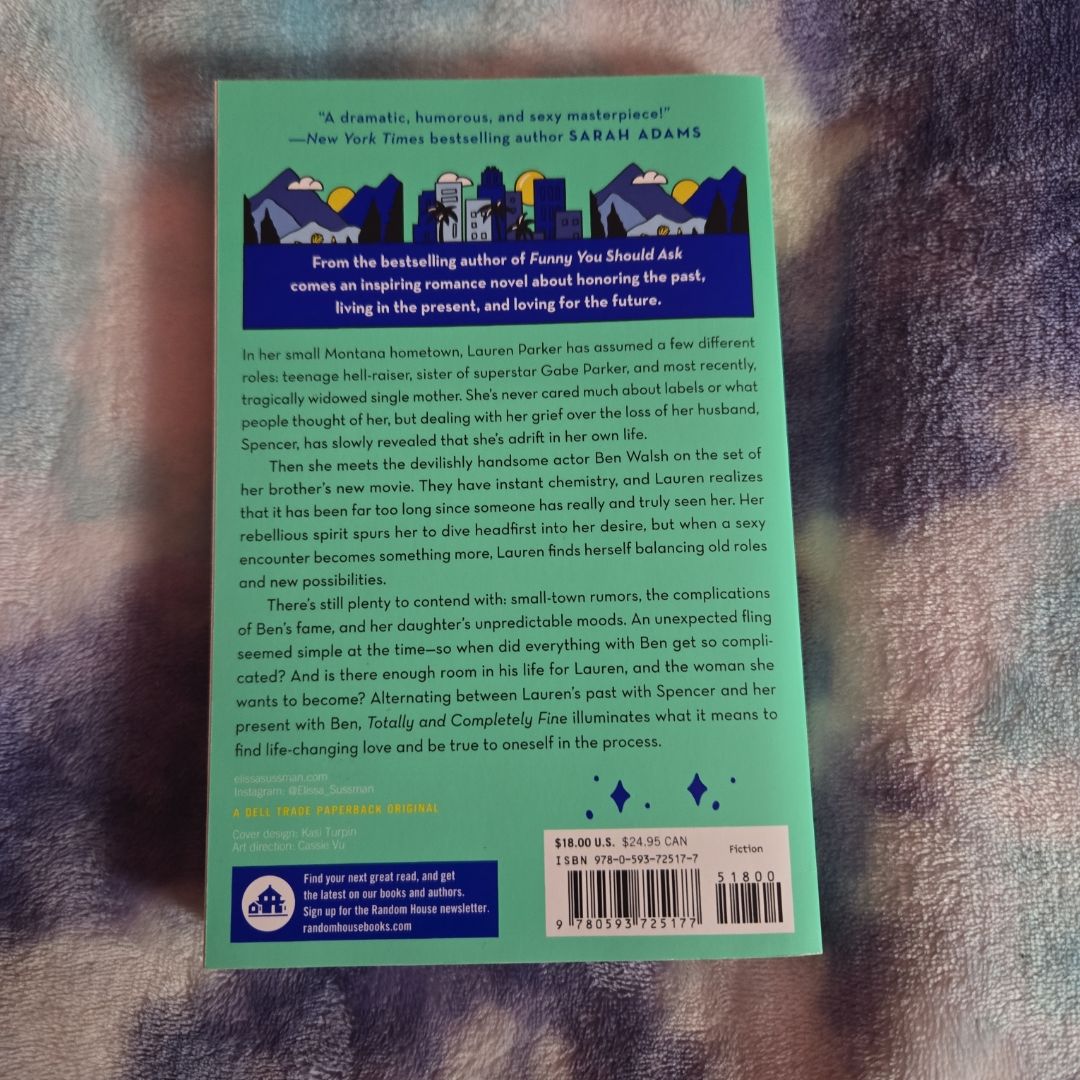 “A dramatic, humorous, and sexy masterpiece!”
—New York Times bestselling author SARAH ADAMS
From the bestselling author of Funny You Should Ask
comes an inspiring romance novel about honoring the past,
living in the present, and loving for the future.
In her small Montana hometown, Lauren Parker has assumed a few different
roles: teenage hell-raiser, sister of superstar Gabe Parker, and most recently,
tragically widowed single mother. She’s never cared much about labels or what
people thought of her, but dealing with her grief over the loss of her husband,
Spencer, has slowly revealed that she’s adrift in her own life.
Then she meets the devilishly handsome actor Ben Walsh on the set of
her brother’s new movie. They have instant chemistry, and Lauren realizes
that it has been far too long since someone has really and truly seen her. Her
rebellious spirit spurs her to dive headfirst into her desire, but when a sexy
encounter becomes something more, Lauren finds herself balancing old roles
and new possibilities.
There’s still plenty to contend with: small-town rumors, the complications
of Ben’s fame, and her daughter’s unpredictable moods. An unexpected fling
seemed simple at the time—so when did everything with Ben get so compli-
cated? And is there enough room in his life for Lauren, and the woman she
wants to become? Alternating between Lauren’s past with Spencer and her
present with Ben, Totally and Completely Fine illuminates what it means to
find life-changing love and be true to oneself in the process.
elissasussman.com
Instagram: @Elissa_Sussman
A DELL TRADE PAPERBACK ORIGINAL
Cover design: Kasi Turpin
Art direction: Cassie Vu
Find your next great read, and get
the latest on our books and authors.
Sign up for the Random House newsletter.
randomhousebooks.com
$18.00 U.S. $24.95 CAN
ISBN 978-0-593-72517-7
Fiction
51800
9 780593 725177